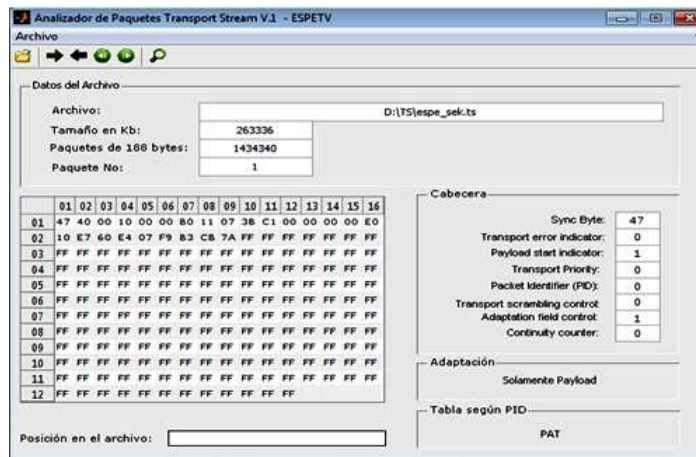 Analizador de Paquetes Transport Stream V.1 - ESPETV
Archivo
Datos del Archivo
Archivo: D:\TS\espe_sek.ts
Tamaño en Kb: 263336
Paquetes de 188 bytes: 1434340
Paquete No: 1
01 02 03 04 05 06 07 08 09 10 11 12 13 14 15 16
01 47 40 00 10 00 00 B0 11 07 3B C1 00 00 00 00 E0
02 10 E7 60 E4 07 F9 B3 CB 7A FF FF FF FF FF FF FF
03 FF FF FF FF FF FF FF FF FF FF FF FF FF FF FF FF
04 FF FF FF FF FF FF FF FF FF FF FF FF FF FF FF FF
05 FF FF FF FF FF FF FF FF FF FF FF FF FF FF FF FF
06 FF FF FF FF FF FF FF FF FF FF FF FF FF FF FF FF
07 FF FF FF FF FF FF FF FF FF FF FF FF FF FF FF FF
08 FF FF FF FF FF FF FF FF FF FF FF FF FF FF FF FF
09 FF FF FF FF FF FF FF FF FF FF FF FF FF FF FF FF
10 FF FF FF FF FF FF FF FF FF FF FF FF FF FF FF FF
11 FF FF FF FF FF FF FF FF FF FF FF FF FF FF FF FF
12 FF FF FF FF FF FF FF FF FF FF FF FF
Posición en el archivo:
Cabecera
Sync Byte: 47
Transport error indicator: 0
Payload start indicator: 1
Transport Priority: 0
Packet Identifier (PID): 0
Transport scrambling control: 0
Adaptation field control: 1
Continuity counter: 0
Adaptación
Solamente Payload
Tabla según PID
PAT